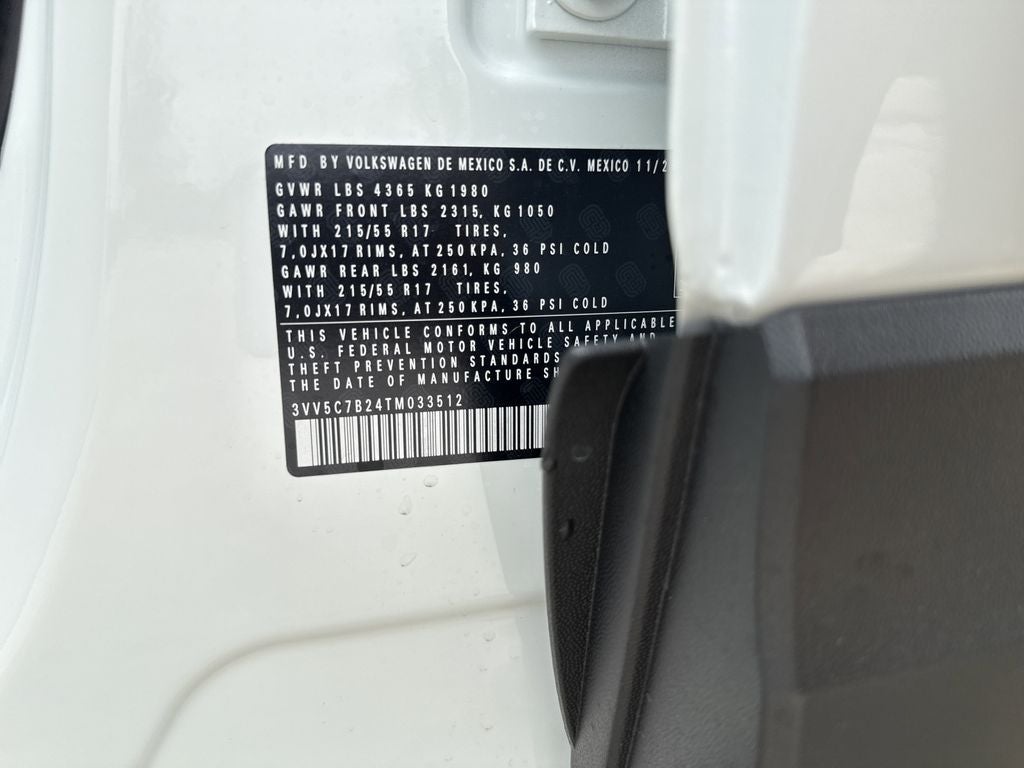 MFD BY VOLKSWAGEN DE MEXICO S.A. DE C.V. MEXICO 11/2
GVWR LBS 4365 KG 1980
GAWR FRONT LBS 2315, KG 1050
WITH 215/55 R17 TIRES,
7,0JX17 RIMS, AT 250 KPA, 36 PSI COLD
GAWR REAR LBS 2161, KG 980
WITH 215/55 R17 TIRES,
7,0JX17 RIMS, AT 250 KPA, 36 PSI COLD
THIS VEHICLE CONFORMS TO ALL APPLICABLE
U.S. FEDERAL MOTOR VEHICLE SAFETY AND
THEFT PREVENTION STANDARDS
THE DATE OF MANUFACTURE SH
3VV5C7B24TM033512